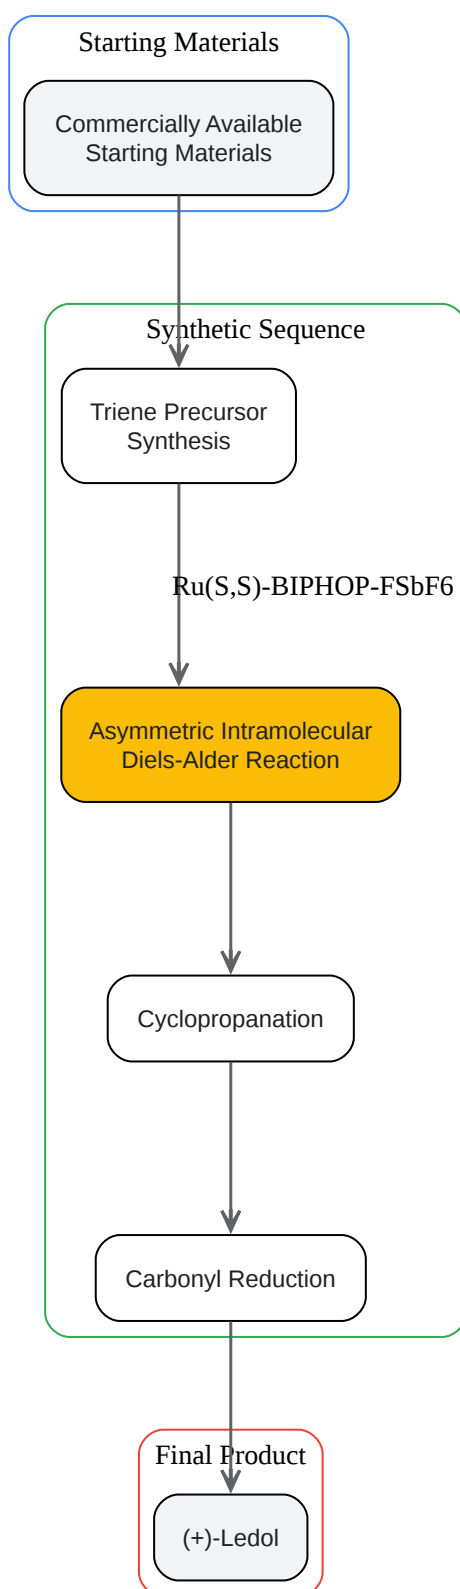 Starting Materials
Commercially Available
Starting Materials
Synthetic Sequence
Triene Precursor
Synthesis
Ru(S,S)-BIPHOP-FSbF6
Asymmetric Intramolecular
Diels-Alder Reaction
Cyclopropanation
Carbonyl Reduction
Final Product
(+)-Ledol